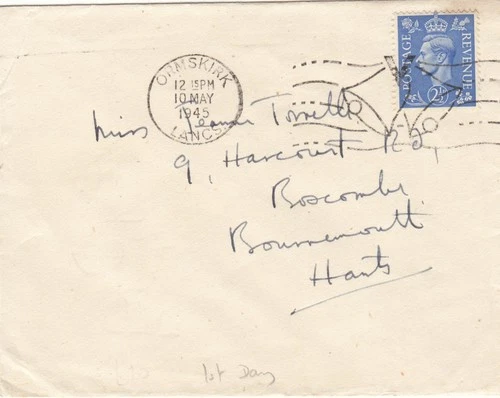 POSTAGE REVENUE
2½D
ORMSKIRK
12 15PM
10 MAY
1945
LANCS
Miss
9, Harcourt Rd,
Boscombe
Bournemouth
Hants
1st Day